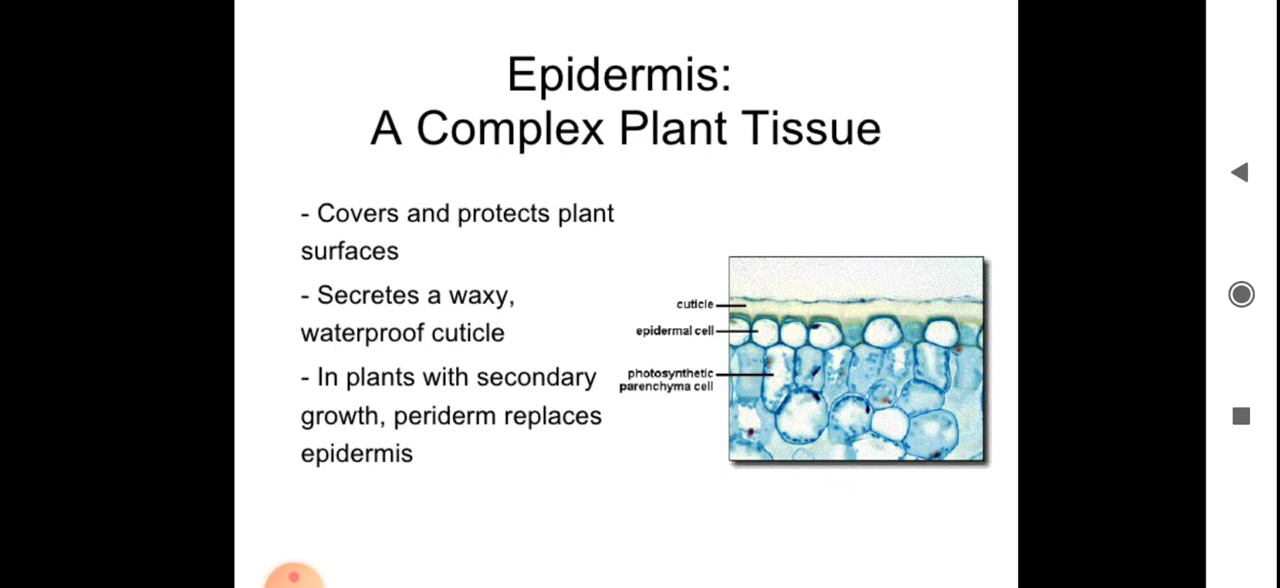 Epidermis:
A Complex Plant Tissue
- Covers and protects plant
surfaces
- Secretes a waxy,
waterproof cuticle
- In plants with secondary
growth, periderm replaces
epidermis
cuticle
epidermal cell
photosynthetic
parenchyma cell